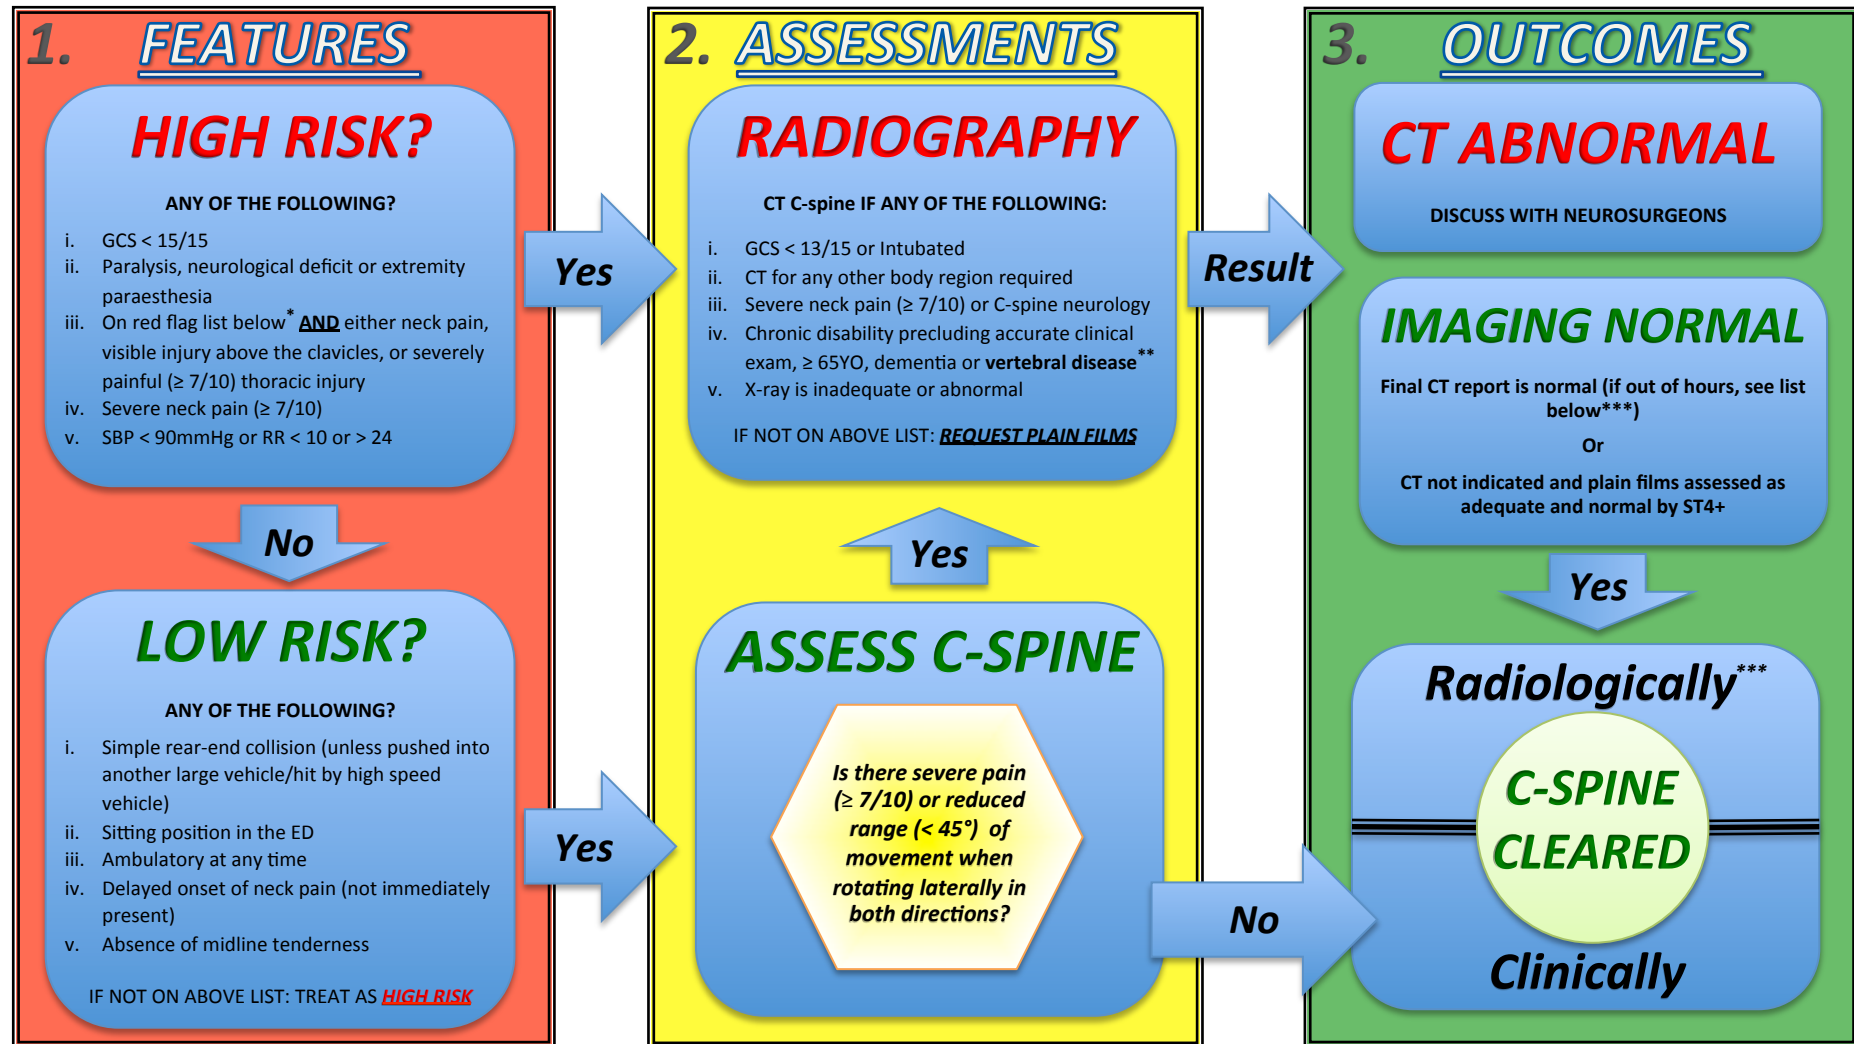 1. FEATURES
HIGH RISK?
ANY OF THE FOLLOWING?
i. GCS < 15/15
ii. Paralysis, neurological deficit or extremity
paraesthesia
iii. On red flag list below* AND either neck pain,
visible injury above the clavicles, or severely
painful (≥ 7/10) thoracic injury
iv. Severe neck pain (≥ 7/10)
v. SBP < 90mmHg or RR < 10 or > 24
No
LOW RISK?
ANY OF THE FOLLOWING?
i. Simple rear-end collision (unless pushed into
another large vehicle/hit by high speed
vehicle)
ii. Sitting position in the ED
iii. Ambulatory at any time
iv. Delayed onset of neck pain (not immediately
present)
v. Absence of midline tenderness
IF NOT ON ABOVE LIST: TREAT AS HIGH RISK
Yes
Yes
2. ASSESSMENTS
RADIOGRAPHY
CT C-spine IF ANY OF THE FOLLOWING:
i. GCS < 13/15 or Intubated
ii. CT for any other body region required
iii. Severe neck pain (≥ 7/10) or C-spine neurology
iv. Chronic disability precluding accurate clinical
exam, ≥ 65YO, dementia or vertebral disease**
v. X-ray is inadequate or abnormal
IF NOT ON ABOVE LIST: REQUEST PLAIN FILMS
Yes
ASSESS C-SPINE
Is there severe pain
(≥ 7/10) or reduced
range (< 45°) of
movement when
rotating laterally in
both directions?
Result
No
3. OUTCOMES
CT ABNORMAL
DISCUSS WITH NEUROSURGEONS
IMAGING NORMAL
Final CT report is normal (if out of hours, see list
below***)
Or
CT not indicated and plain films assessed as
adequate and normal by ST4+
Yes
Radiologically***
C-SPINE
CLEARED
Clinically